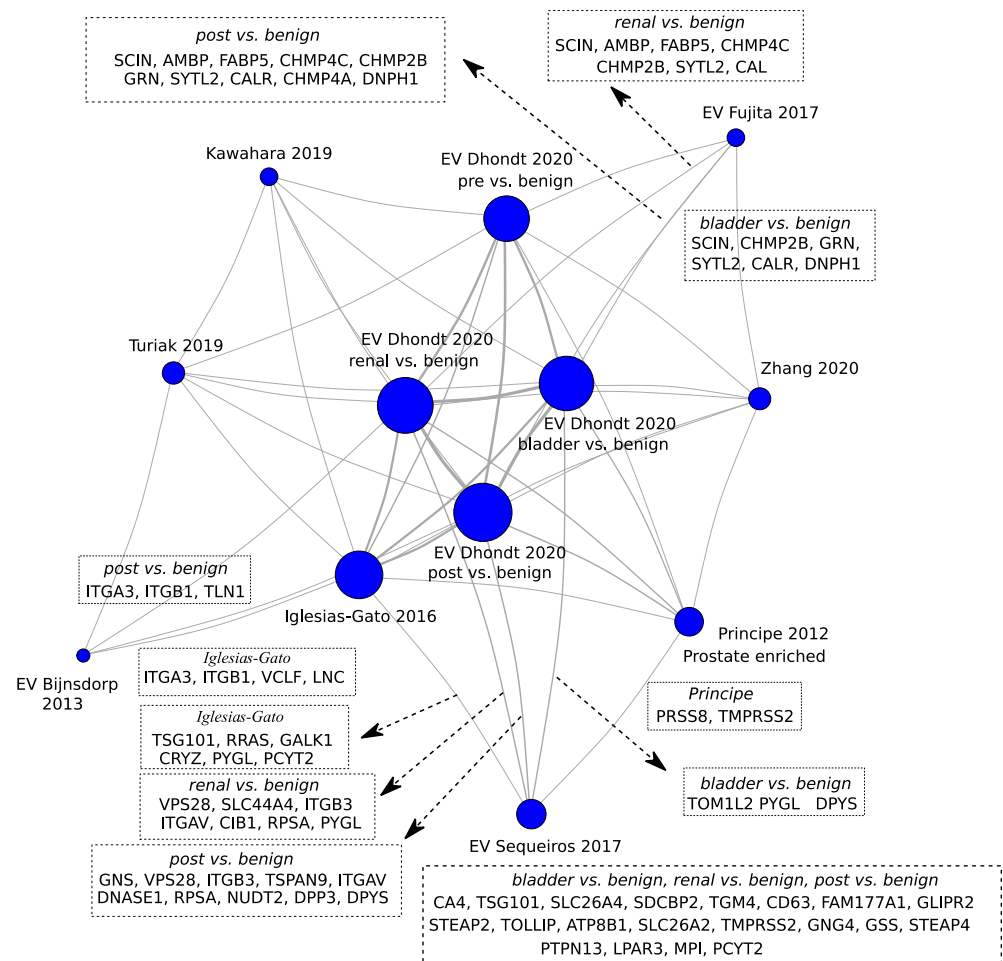 post vs. benign
SCIN, AMBP, FABP5, CHMP4C, CHMP2B
GRN, SYTL2, CALR, CHMP4A, DNPH1
renal vs. benign
SCIN, AMBP, FABP5, CHMP4C
CHMP2B, SYTL2, CAL
EV Fujita 2017
Kawahara 2019
EV Dhondt 2020
pre vs. benign
bladder vs. benign
SCIN, CHMP2B, GRN,
SYTL2, CALR, DNPH1
Turiak 2019
EV Dhondt 2020
renal vs. benign
Zhang 2020
EV Dhondt 2020
bladder vs. benign
EV Dhondt 2020
post vs. benign
post vs. benign
ITGA3, ITGB1, TLN1
Iglesias-Gato 2016
Principe 2012
Prostate enriched
EV Bijnsdorp
2013
Iglesias-Gato
ITGA3, ITGB1, VCLF, LNC
Principe
PRSS8, TMPRSS2
Iglesias-Gato
TSG101, RRAS, GALK1
CRYZ, PYGL, PCYT2
renal vs. benign
VPS28, SLC44A4, ITGB3
ITGAV, CIB1, RPSA, PYGL
bladder vs. benign
TOM1L2 PYGL DPYS
EV Sequeiros 2017
post vs. benign
GNS, VPS28, ITGB3, TSPAN9, ITGAV
DNASE1, RPSA, NUDT2, DPP3, DPYS
bladder vs. benign, renal vs. benign, post vs. benign
CA4, TSG101, SLC26A4, SDCBP2, TGM4, CD63, FAM177A1, GLIPR2
STEAP2, TOLLIP, ATP8B1, SLC26A2, TMPRSS2, GNG4, GSS, STEAP4
PTPN13, LPAR3, MPI, PCYT2